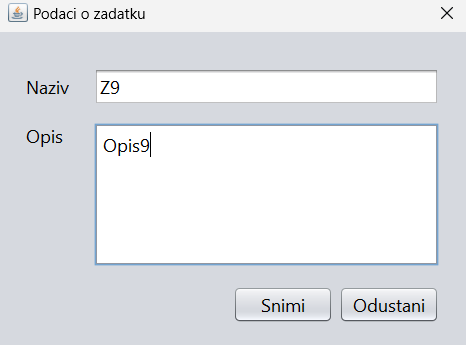 Podaci o zadatku
Naziv Z9
Opis Opis9
Snimi Odustani